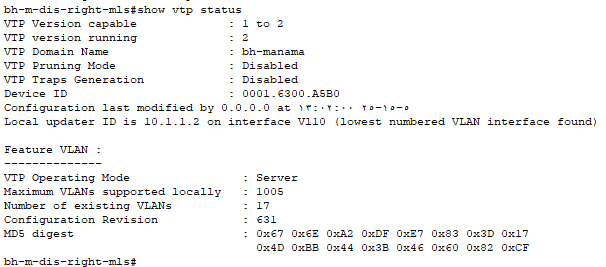 bh-m-dis-right-mls#show vtp status
VTP Version capable : 1 to 2
VTP version running : 2
VTP Domain Name : bh-manama
VTP Pruning Mode : Disabled
VTP Traps Generation : Disabled
Device ID : 0001.6300.A5B0
Configuration last modified by 0.0.0.0 at ١٣:٠٢:٠٠ ٢٥-١٥-٥
Local updater ID is 10.1.1.2 on interface Vl10 (lowest numbered VLAN interface found)
Feature VLAN :
--------------
VTP Operating Mode : Server
Maximum VLANs supported locally : 1005
Number of existing VLANs : 17
Configuration Revision : 631
MD5 digest : 0x67 0x6E 0xA2 0xDF 0xE7 0x83 0x3D 0x17
0x4D 0xBB 0x44 0x3B 0x46 0x60 0x82 0xCF
bh-m-dis-right-mls#